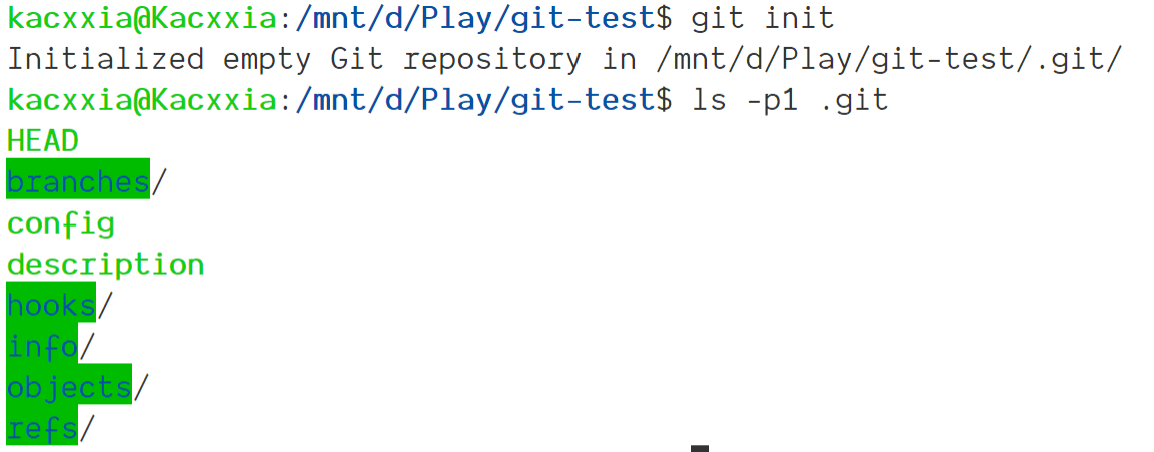 kacxxia@Kacxxia:/mnt/d/Play/git-test$ git init
Initialized empty Git repository in /mnt/d/Play/git-test/.git/
kacxxia@Kacxxia:/mnt/d/Play/git-test$ ls -p1 .git
HEAD
branches/
config
description
hooks/
info/
objects/
refs/